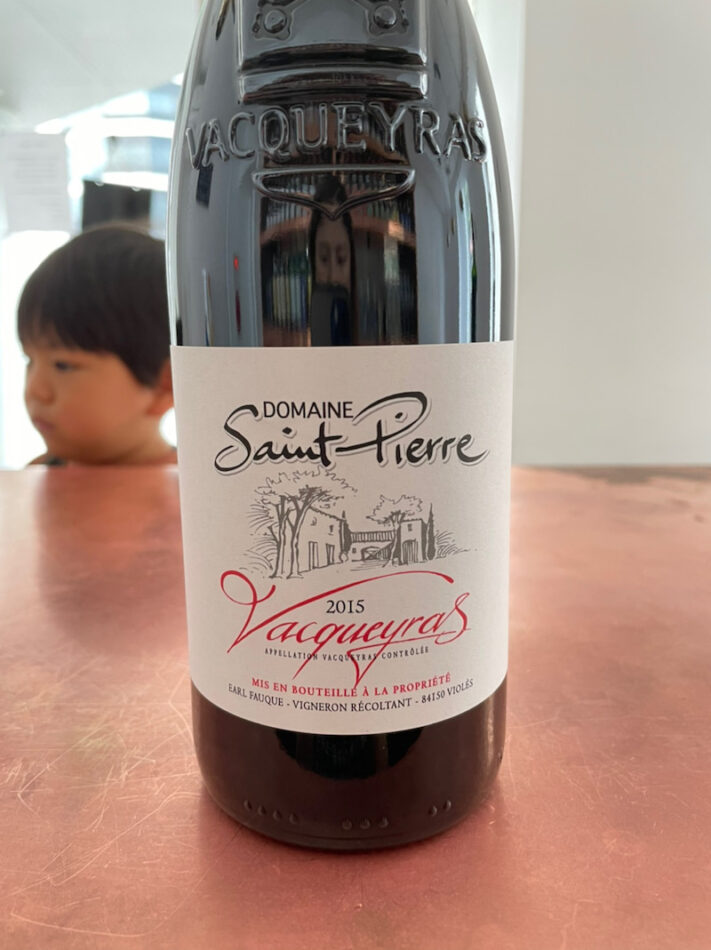 VACQUEYRAS
DOMAINE
Saint-Pierre
2015
Vacqueyras
APPELLATION VACQUEYRAS CONTRÔLÉE
MIS EN BOUTEILLE À LA PROPRIÉTÉ
EARL FAUQUE - VIGNERON RÉCOLTANT - 84150 VIOLÈS